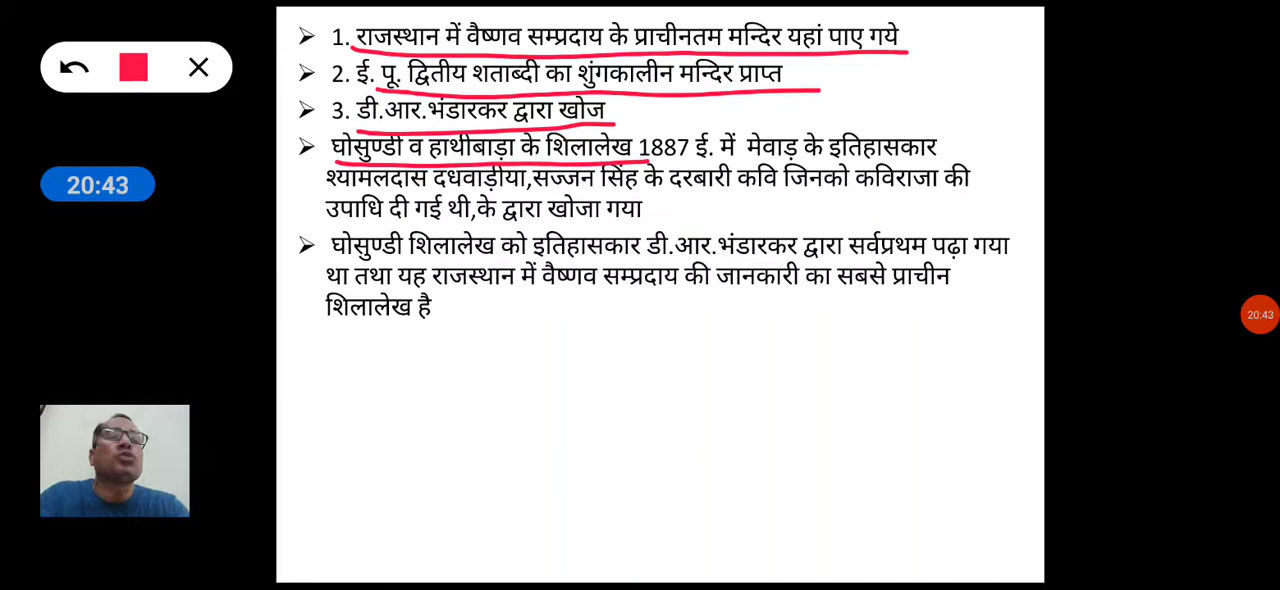 ➢ 1. राजस्थान में वैष्णव सम्प्रदाय के प्राचीनतम मन्दिर यहां पाए गये
➢ 2. ई. पू. द्वितीय शताब्दी का शुंगकालीन मन्दिर प्राप्त
➢ 3. डी.आर.भंडारकर द्वारा खोज
➢ घोसुण्डी व हाथीबाड़ा के शिलालेख 1887 ई. में मेवाड़ के इतिहासकार
श्यामलदास दधवाड़ीया,सज्जन सिंह के दरबारी कवि जिनको कविराजा की
उपाधि दी गई थी,के द्वारा खोजा गया
➢ घोसुण्डी शिलालेख को इतिहासकार डी.आर.भंडारकर द्वारा सर्वप्रथम पढ़ा गया
था तथा यह राजस्थान में वैष्णव सम्प्रदाय की जानकारी का सबसे प्राचीन
शिलालेख है
20:43
20:43